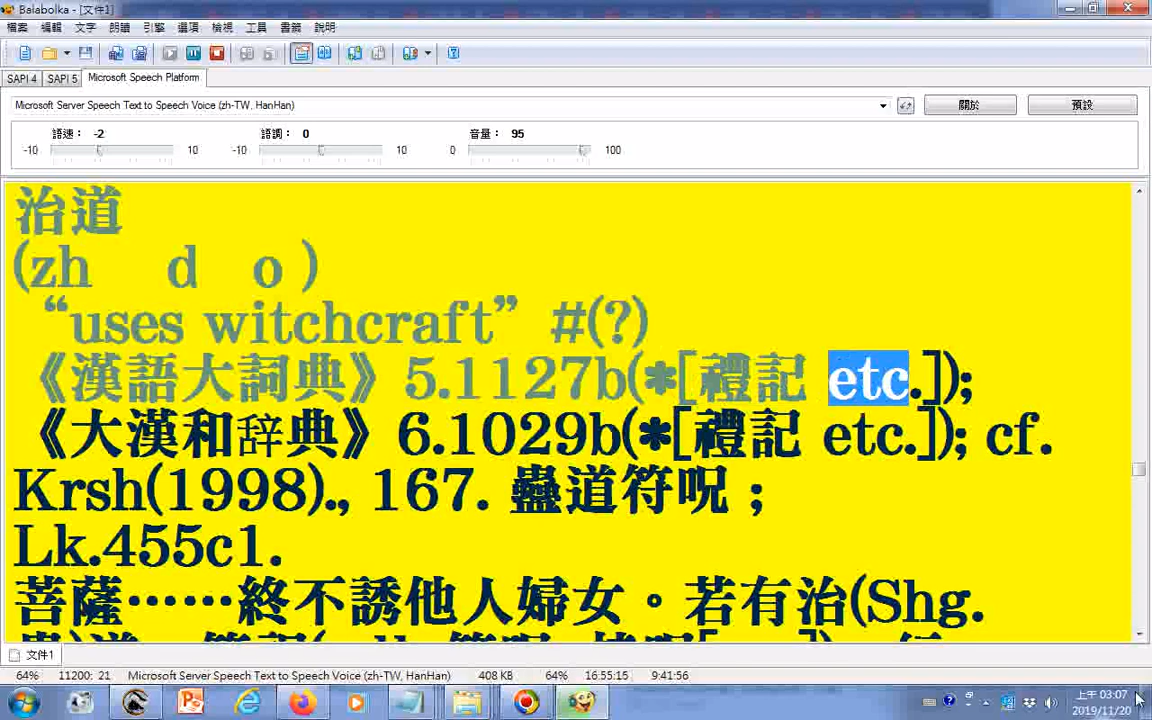 Balabolka - [文件1]
檔案 編輯 文字 朗讀 引擎 選項 檢視 工具 書籤 說明
SAPI 4 SAPI 5 Microsoft Speech Platform
Microsoft Server Speech Text to Speech Voice (zh-TW, HanHan) 關於 預設
語速： -2 語調： 0 音量： 95
-10 10 -10 10 0 100
治道
(zh d o )
“uses witchcraft” #(?)
《漢語大詞典》 5.1127b(*[禮記 etc.]);
《大漢和辞典》 6.1029b(*[禮記 etc.]); cf.
Krsh(1998)., 167. 蠱道符呪；
Lk.455c1.
菩薩……終不誘他人婦女。若有治(Shg.
文件1
64% 11200: 21 Microsoft Server Speech Text to Speech Voice (zh-TW, HanHan) 408 KB 64% 16:55:15 9:41:56
上午 03:07
2019/11/20